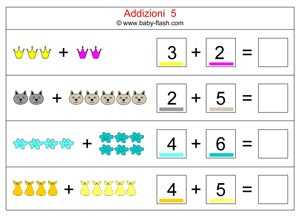 Addizioni 5
© www.baby-flash.com
+ 3 + 2 =
+ 2 + 5 =
+ 4 + 6 =
+ 4 + 5 =